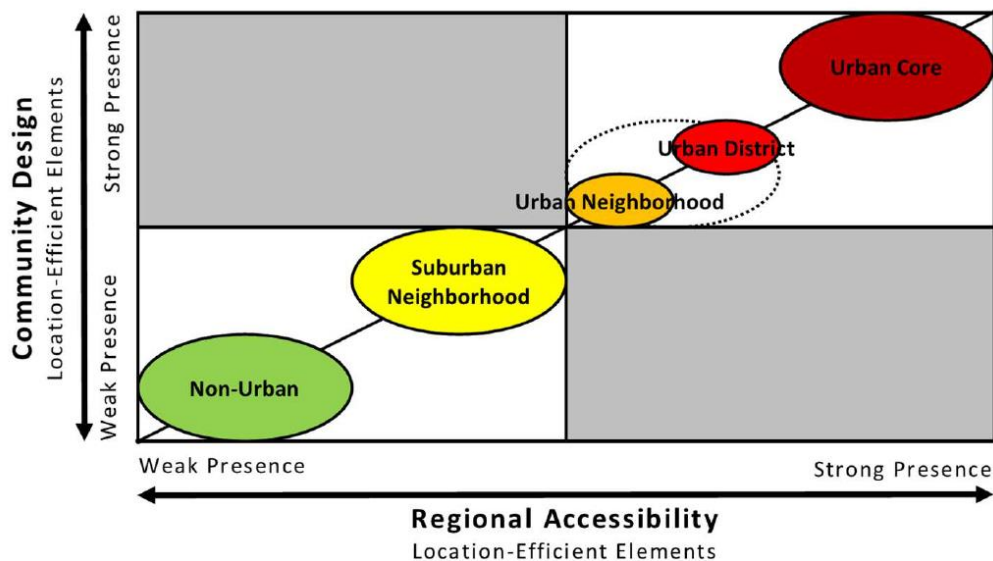 Community Design
Location-Efficient Elements
Strong Presence
Weak Presence
Urban Core
Urban District
Urban Neighborhood
Suburban
Neighborhood
Non-Urban
Weak Presence
Strong Presence
Regional Accessibility
Location-Efficient Elements